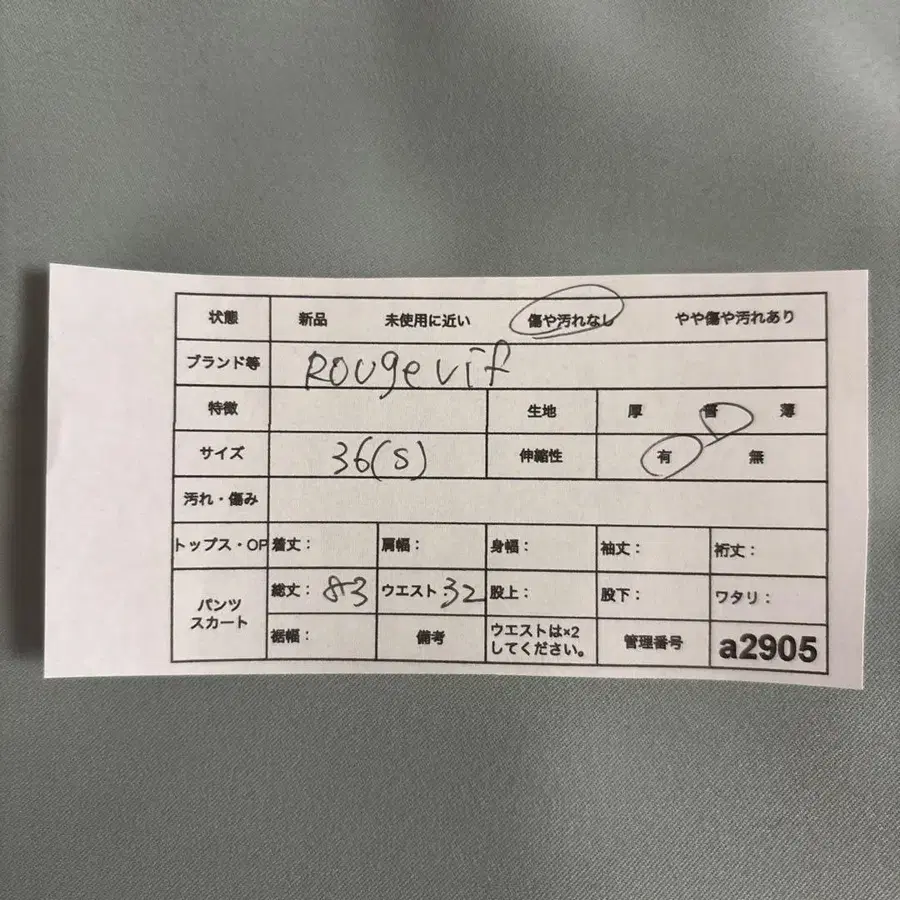 状態 新品 未使用に近い 傷や汚れなし やや傷や汚れあり
ブランド等 Rouge vif
特徴 生地 厚 普 薄
サイズ 36(S) 伸縮性 有 無
汚れ・傷み
トップス・OP 着丈: 肩幅: 身幅: 袖丈: 裄丈:
パンツ スカート 総丈: 83 ウエスト: 32 股上: 股下: ワタリ:
裾幅: 備考 ウエストは×2 してください。 管理番号 a2905